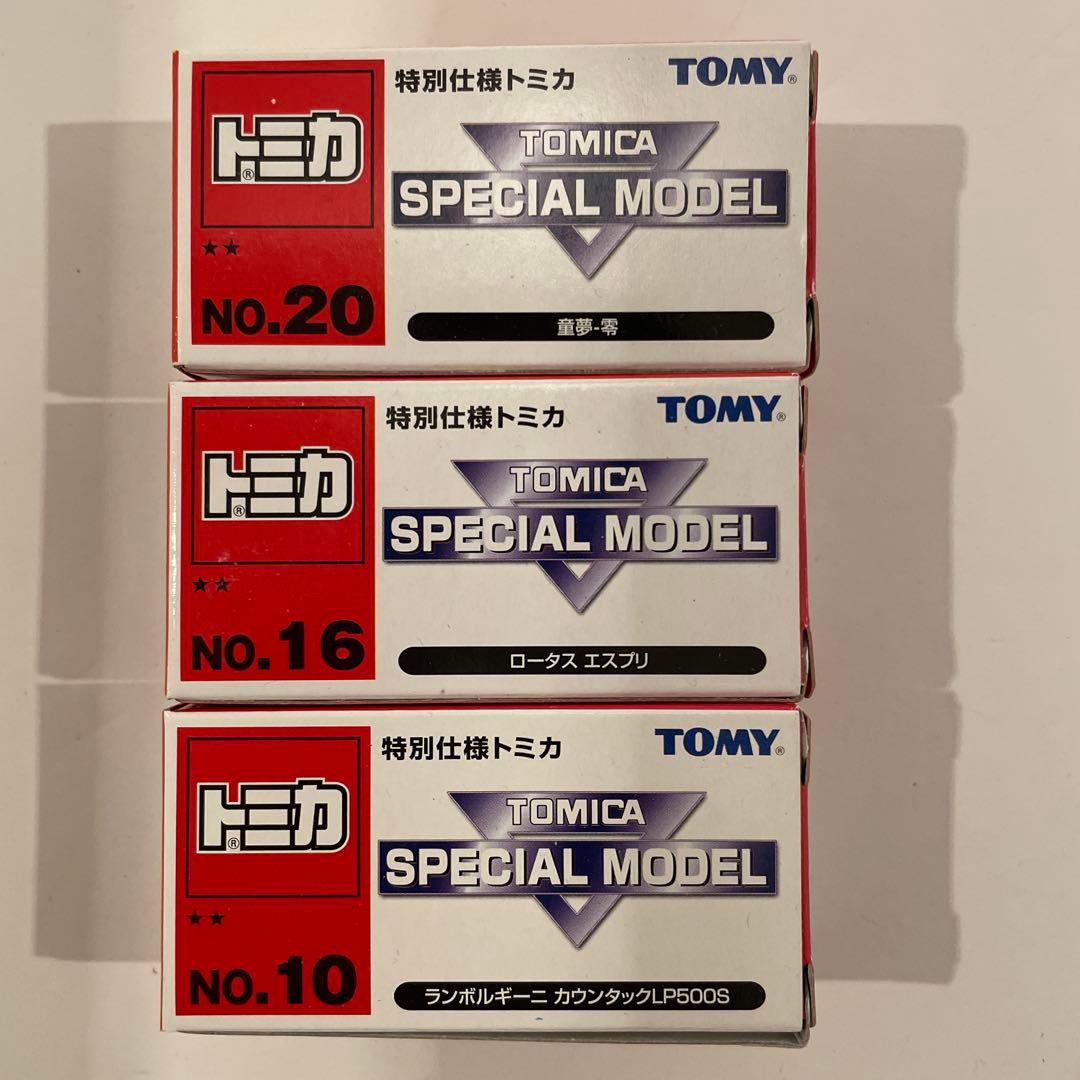 特別仕様トミカ
TOMY®
トミカ®
TOMICA
SPECIAL MODEL
★★
NO.20
童夢-零
特別仕様トミカ
TOMY®
トミカ®
TOMICA
SPECIAL MODEL
★★
NO.16
ロータス エスプリ
特別仕様トミカ
TOMY®
トミカ®
TOMICA
SPECIAL MODEL
★★
NO.10
ランボルギーニ カウンタックLP500S